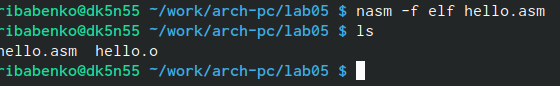 ribabenko@dk5n55 ~/work/arch-pc/lab05 $ nasm -f elf hello.asm
ribabenko@dk5n55 ~/work/arch-pc/lab05 $ ls
hello.asm  hello.o
ribabenko@dk5n55 ~/work/arch-pc/lab05 $